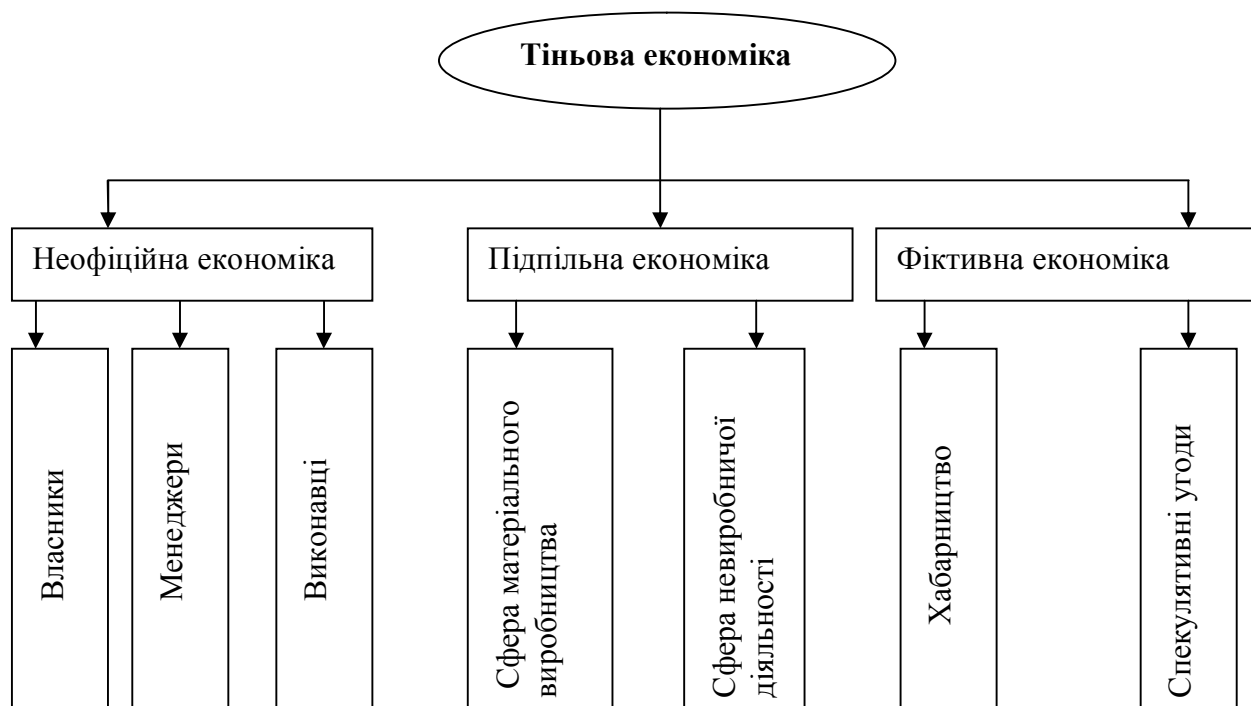 Тіньова економіка
Неофіційна економіка
Підпільна економіка
Фіктивна економіка
Власники
Менеджери
Виконавці
Сфера матеріального
виробництва
Сфера невиробничої
діяльності
Хабарництво
Спекулятивні угоди